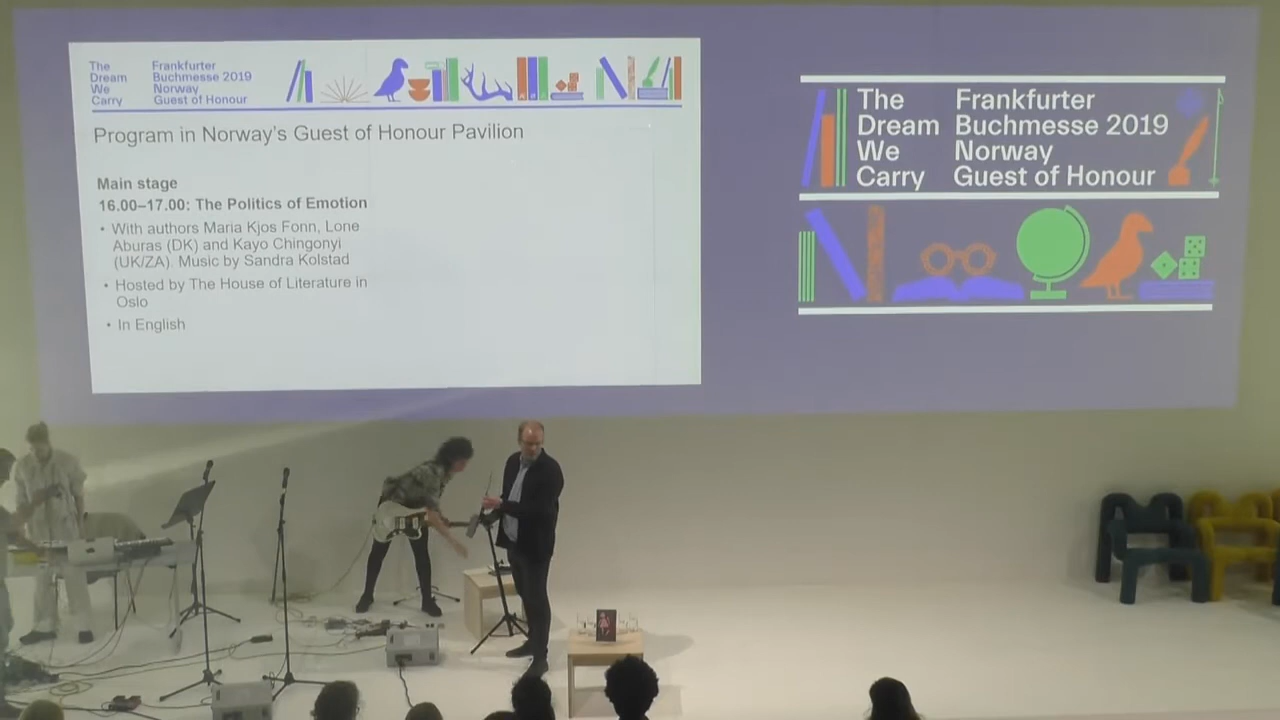 The Dream We Carry
Frankfurter Buchmesse 2019 Norway Guest of Honour
Program in Norway's Guest of Honour Pavilion
Main stage
16.00–17.00: The Politics of Emotion
• With authors Maria Kjos Fonn, Lone
Aburas (DK) and Kayo Chingonyi
(UK/ZA). Music by Sandra Kolstad
• Hosted by The House of Literature in
Oslo
• In English
The Frankfurter
Dream Buchmesse 2019
We Norway
Carry Guest of Honour